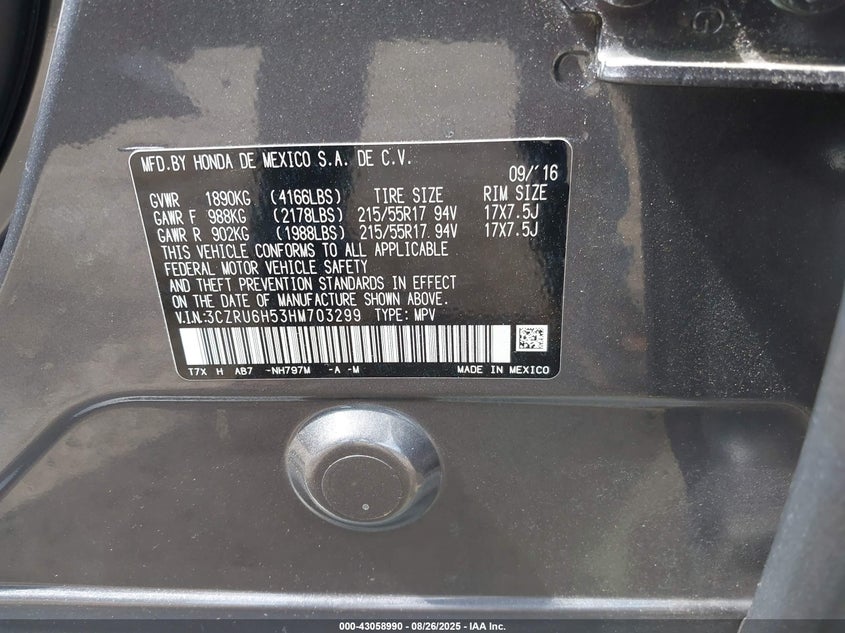 MFD.BY HONDA DE MEXICO S.A. DE C.V.
09/'16
GVWR 1890KG (4166LBS) TIRE SIZE RIM SIZE
GAWR F 988KG (2178LBS) 215/55R17 94V 17X7.5J
GAWR R 902KG (1988LBS) 215/55R17 94V 17X7.5J
THIS VEHICLE CONFORMS TO ALL APPLICABLE
FEDERAL MOTOR VEHICLE SAFETY
AND THEFT PREVENTION STANDARDS IN EFFECT
ON THE DATE OF MANUFACTURE SHOWN ABOVE.
V.I.N.:3CZRU6H53HM703299 TYPE: MPV
T7X H AB7 -NH797M -A -M MADE IN MEXICO
000-43058990 - 08/26/2025 - IAA Inc.